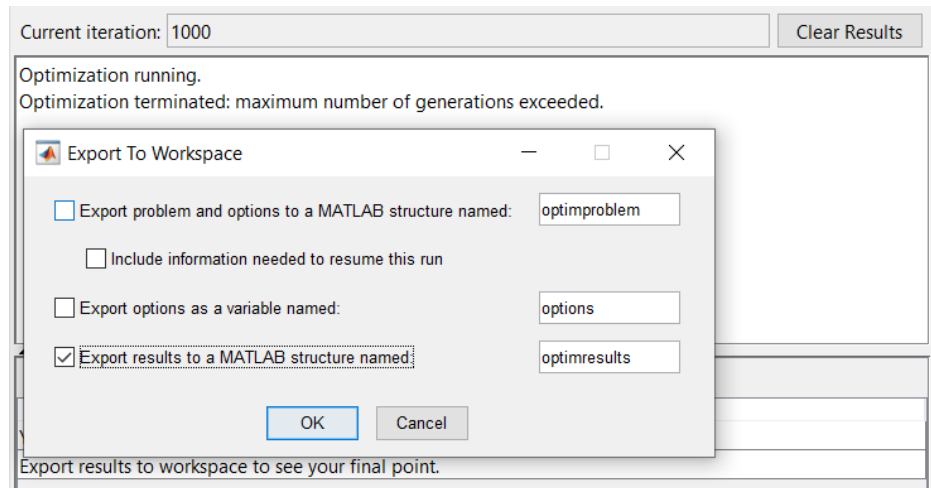 Current iteration: 1000 Clear Results
Optimization running.
Optimization terminated: maximum number of generations exceeded.
Export To Workspace
Export problem and options to a MATLAB structure named: optimproblem
Include information needed to resume this run
Export options as a variable named: options
Export results to a MATLAB structure named: optimresults
OK Cancel
Export results to workspace to see your final point.